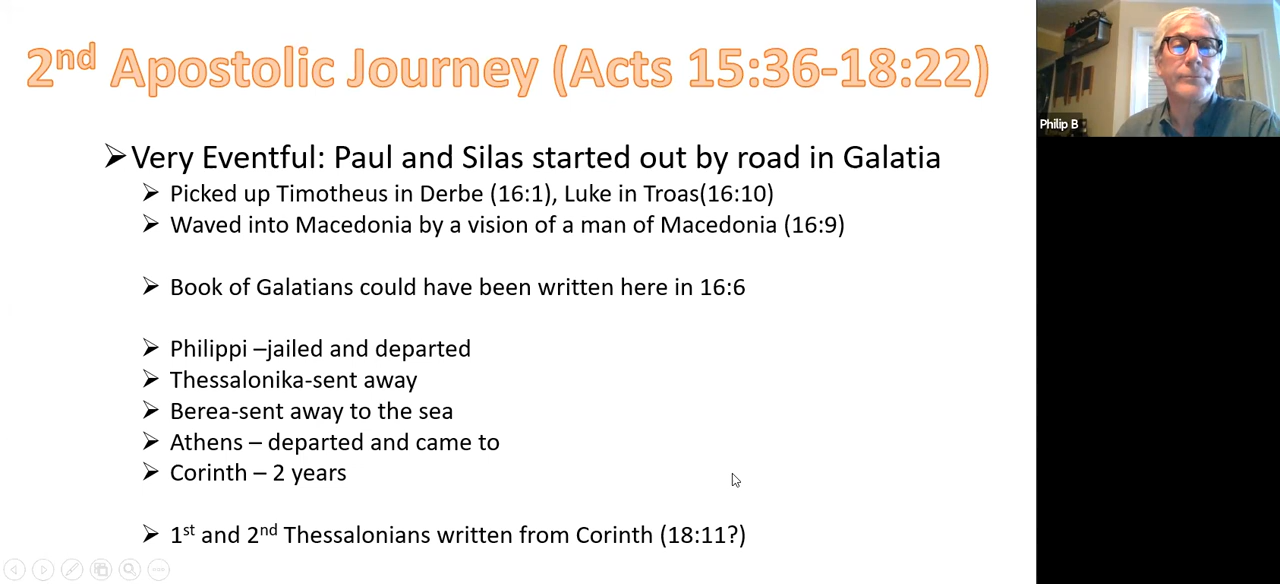 2nd Apostolic Journey (Acts 15:36-18:22)
Philip B
➢Very Eventful: Paul and Silas started out by road in Galatia
➢ Picked up Timotheus in Derbe (16:1), Luke in Troas(16:10)
➢ Waved into Macedonia by a vision of a man of Macedonia (16:9)
➢ Book of Galatians could have been written here in 16:6
➢ Philippi –jailed and departed
➢ Thessalonika-sent away
➢ Berea-sent away to the sea
➢ Athens – departed and came to
➢ Corinth – 2 years
➢ 1st and 2nd Thessalonians written from Corinth (18:11?)